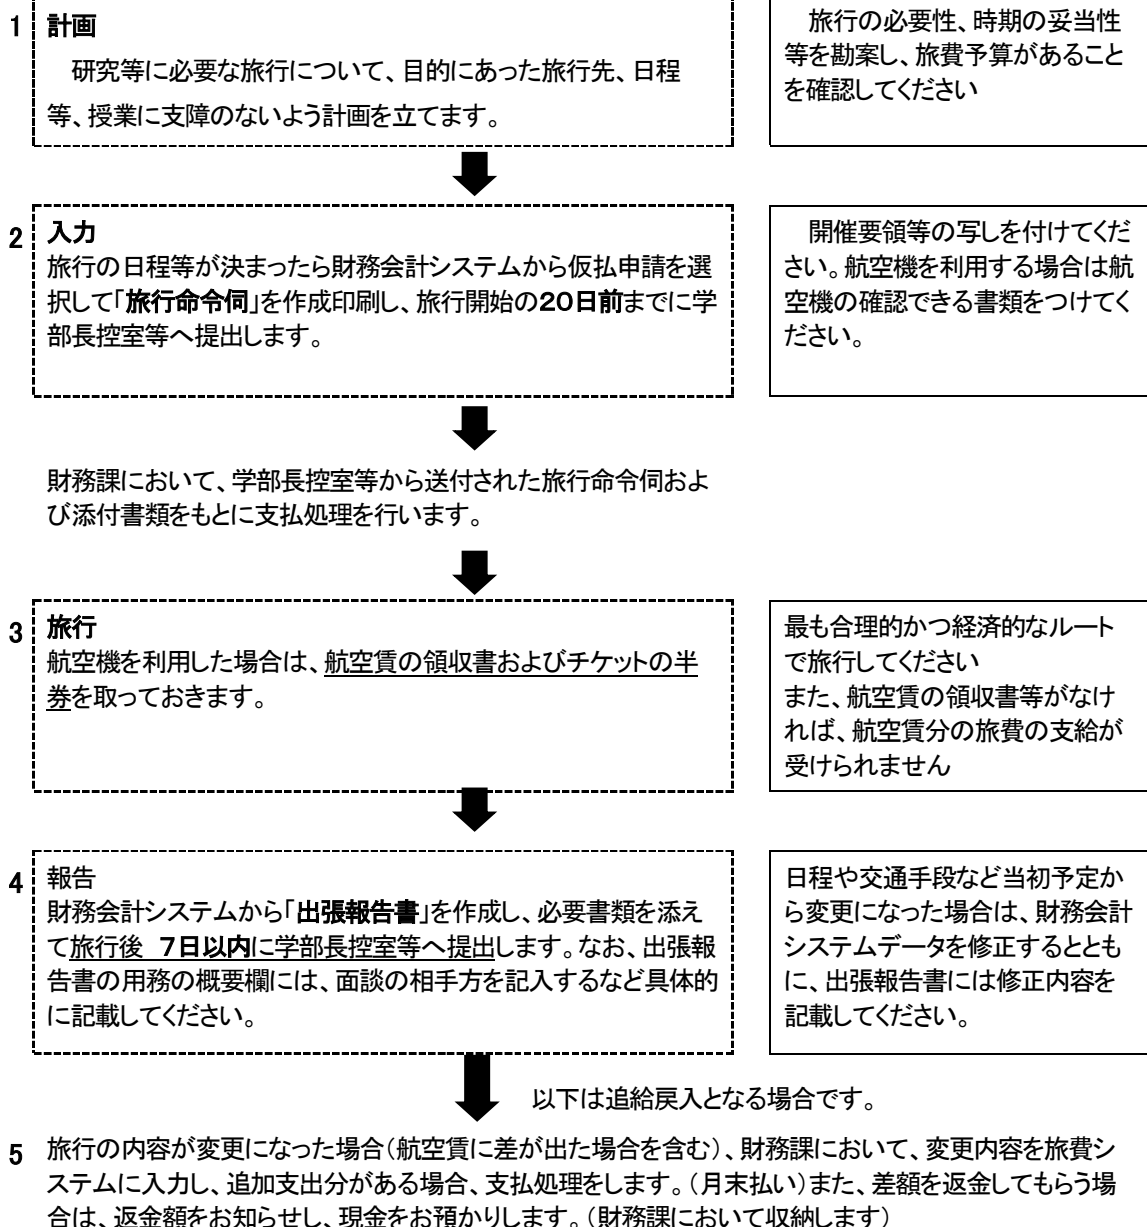 1 計画
研究等に必要な旅行について、目的にあった旅行先、日程
等、授業に支障のないよう計画を立てます。
旅行の必要性、時期の妥当性
等を勘案し、旅費予算があること
を確認してください
2 入力
旅行の日程等が決まったら財務会計システムから仮払申請を選
択して「旅行命令伺」を作成印刷し、旅行開始の20日前までに学
部長控室等へ提出します。
開催要領等の写しを付けてくだ
さい。航空機を利用する場合は航
空機の確認できる書類をつけてく
ださい。
財務課において、学部長控室等から送付された旅行命令伺およ
び添付書類をもとに支払処理を行います。
3 旅行
航空機を利用した場合は、航空賃の領収書およびチケットの半
券を取っておきます。
最も合理的かつ経済的なルート
で旅行してください
また、航空賃の領収書等がなけ
れば、航空賃分の旅費の支給が
受けられません
4 報告
財務会計システムから「出張報告書」を作成し、必要書類を添え
て旅行後 7日以内に学部長控室等へ提出します。なお、出張報
告書の用務の概要欄には、面談の相手方を記入するなど具体的
に記載してください。
日程や交通手段など当初予定か
ら変更になった場合は、財務会計
システムデータを修正するととも
に、出張報告書には修正内容を
記載してください。
以下は追給戻入となる場合です。
5 旅行の内容が変更になった場合(航空賃に差が出た場合を含む)、財務課において、変更内容を旅費シ
ステムに入力し、追加支出分がある場合、支払処理をします。(月末払い)また、差額を返金してもらう場
合は、返金額をお知らせし、現金をお預かりします。(財務課において収納します)